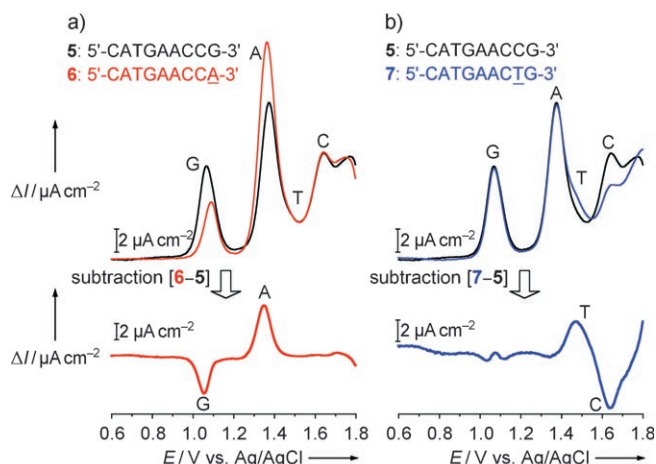 a)
5: 5'-CATGAACCG-3'
6: 5'-CATGAACCA-3'
A
G
C
T
ΔI / μA cm–2
2 μA cm–2
subtraction [6–5]
A
ΔI / μA cm–2
2 μA cm–2
G
0.6 0.8 1.0 1.2 1.4 1.6 1.8
E / V vs. Ag/AgCl
b)
5: 5'-CATGAACCG-3'
7: 5'-CATGAACTG-3'
A
C
G
T
2 μA cm–2
subtraction [7–5]
T
2 μA cm–2
C
0.6 0.8 1.0 1.2 1.4 1.6 1.8
E / V vs. Ag/AgCl